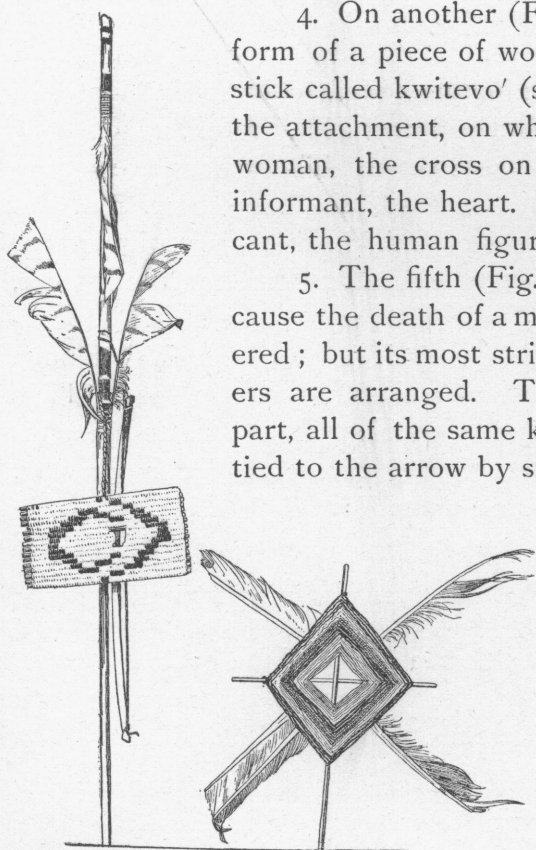 4. On another (F
form of a piece of wo
stick called kwitevo′ (s
the attachment, on wh
woman, the cross on
informant, the heart.
cant, the human figur
5. The fifth (Fig.
cause the death of a m
ered ; but its most stri
ers are arranged. T
part, all of the same k
tied to the arrow by s